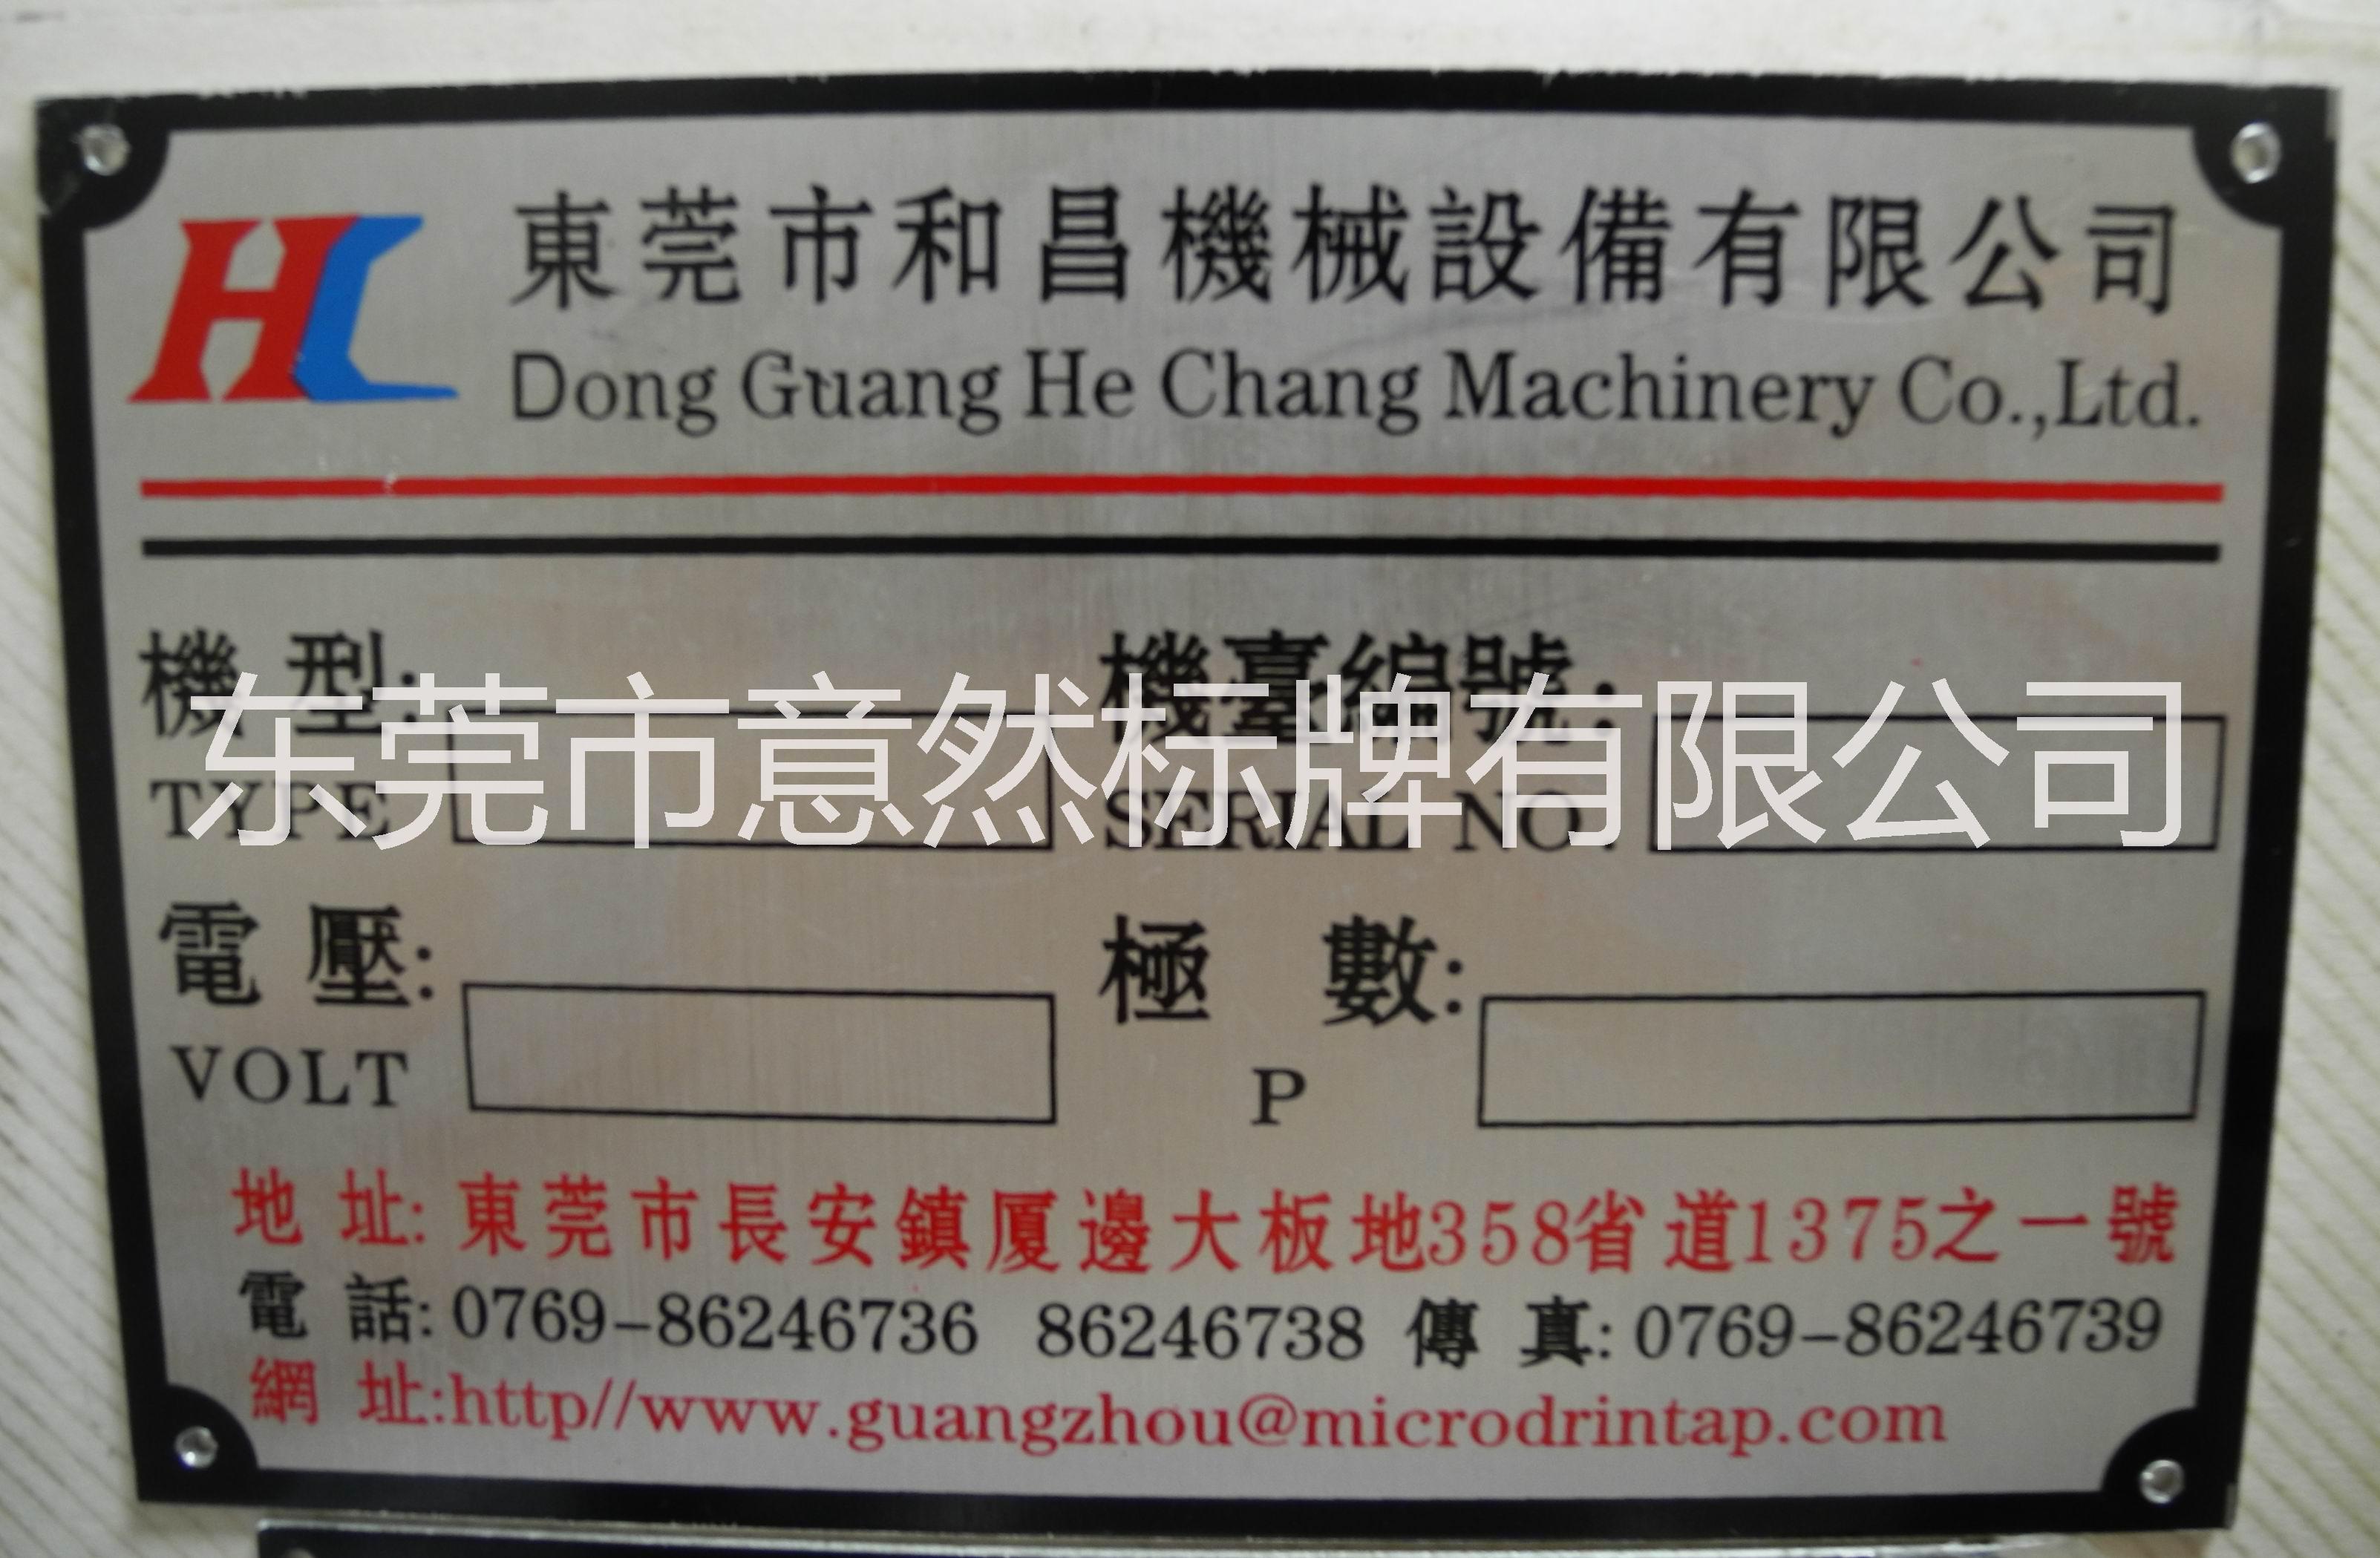 HC
東莞市和昌機械設備有限公司
Dong Guang He Chang Machinery Co.,Ltd.
機 型: 機臺編號:
东莞市意然标牌有限公司
TYPE SERIAL NO.
電 壓: 極 數:
VOLT P
地 址: 東莞市長安鎮厦邊大板地358省道1375之一號
電 話: 0769-86246736 86246738 傳 真: 0769-86246739
網 址:http//www.guangzhou@microdrintap.com